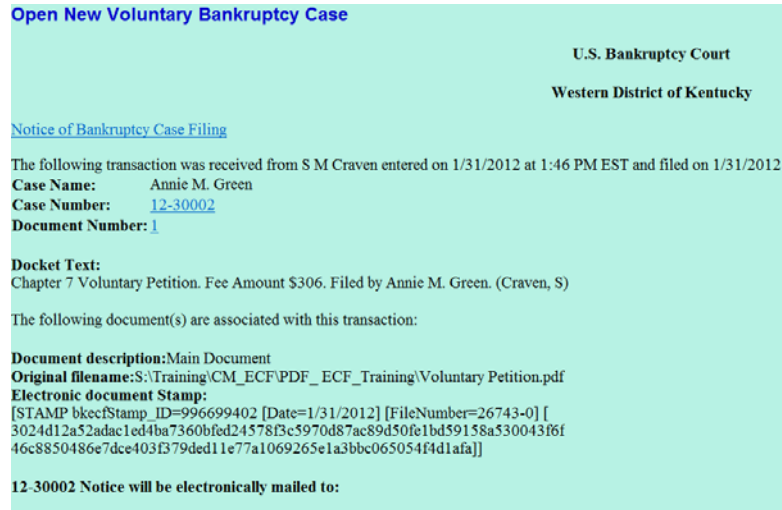 Open New Voluntary Bankruptcy Case
U.S. Bankruptcy Court
Western District of Kentucky
Notice of Bankruptcy Case Filing
The following transaction was received from S M Craven entered on 1/31/2012 at 1:46 PM EST and filed on 1/31/2012
Case Name: Annie M. Green
Case Number: 12-30002
Document Number: 1
Docket Text:
Chapter 7 Voluntary Petition. Fee Amount $306. Filed by Annie M. Green. (Craven, S)
The following document(s) are associated with this transaction:
Document description:Main Document
Original filename:S:\Training\CM_ECF\PDF_ ECF_Training\Voluntary Petition.pdf
Electronic document Stamp:
[STAMP bkecfStamp_ID=996699402 [Date=1/31/2012] [FileNumber=26743-0] [
3024d12a52adac1ed4ba7360bfed24578f3c5970d87ac89d50fe1bd59158a530043f6f
46c8850486e7dce403f379ded11e77a1069265e1a3bbc065054f4d1afa]]
12-30002 Notice will be electronically mailed to: